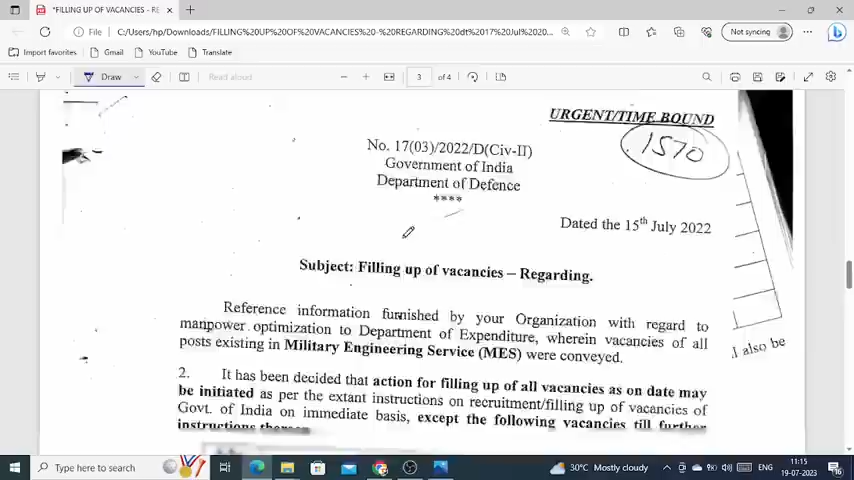 *FILLING UP OF VACANCIES - RE
File
C:/Users/hp/Downloads/FILLING%20UP%20OF%20VACANCIES%20-%20REGARDING%20dt%2017%20Jul%202020...
Not syncing
Import favorites
Gmail
YouTube
Translate
Draw
Read aloud
3
of 4
URGENT/TIME BOUND
1570
No. 17(03)/2022/D(Civ-II)
Government of India
Department of Defence
****
Dated the 15th July 2022
Subject: Filling up of vacancies – Regarding.
Reference information furnished by your Organization with regard to
manpower optimization to Department of Expenditure, wherein vacancies of all
posts existing in Military Engineering Service (MES) were conveyed.
I also be
2. It has been decided that action for filling up of all vacancies as on date may
be initiated as per the extant instructions on recruitment/filling up of vacancies of
Govt. of India on immediate basis, except the following vacancies till further
instructions
Type here to search
30°C Mostly cloudy
ENG
11:15
19-07-2023
16